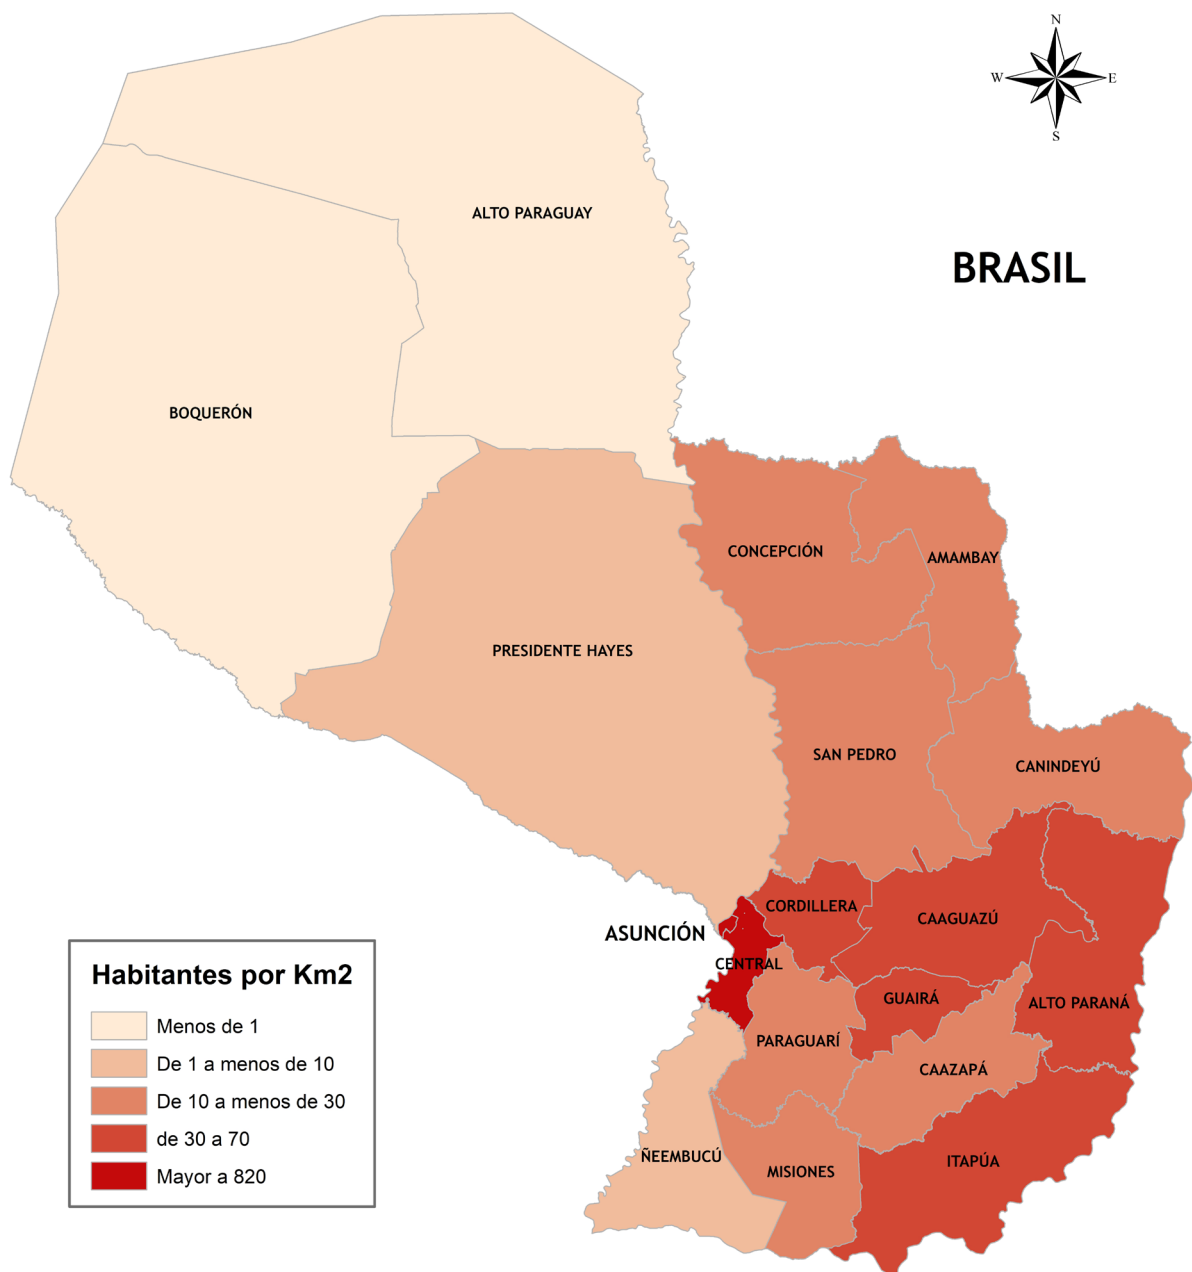 N
W E
S
ALTO PARAGUAY
BRASIL
BOQUERÓN
CONCEPCIÓN
AMAMBAY
PRESIDENTE HAYES
SAN PEDRO
CANINDEYÚ
CORDILLERA
CAAGUAZÚ
ASUNCIÓN
CENTRAL
GUAIRÁ
ALTO PARANÁ
PARAGUARÍ
CAAZAPÁ
ÑEEMBUCÚ
MISIONES
ITAPÚA
Habitantes por Km2
Menos de 1
De 1 a menos de 10
De 10 a menos de 30
de 30 a 70
Mayor a 820